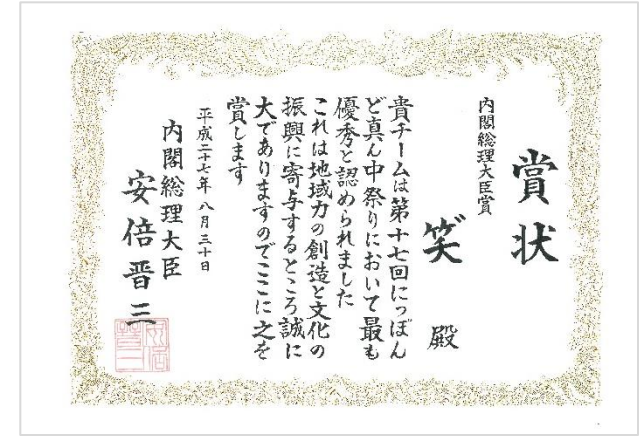 賞状
内閣総理大臣賞
笑 殿
貴チームは第十七回にっぽん
ど真ん中祭りにおいて最も
優秀と認められました
これは地域力の創造と文化の
振興に寄与するところ誠に
大でありますのでここに之を
賞します
平成二十七年八月三十日
内閣総理大臣
安倍晋三